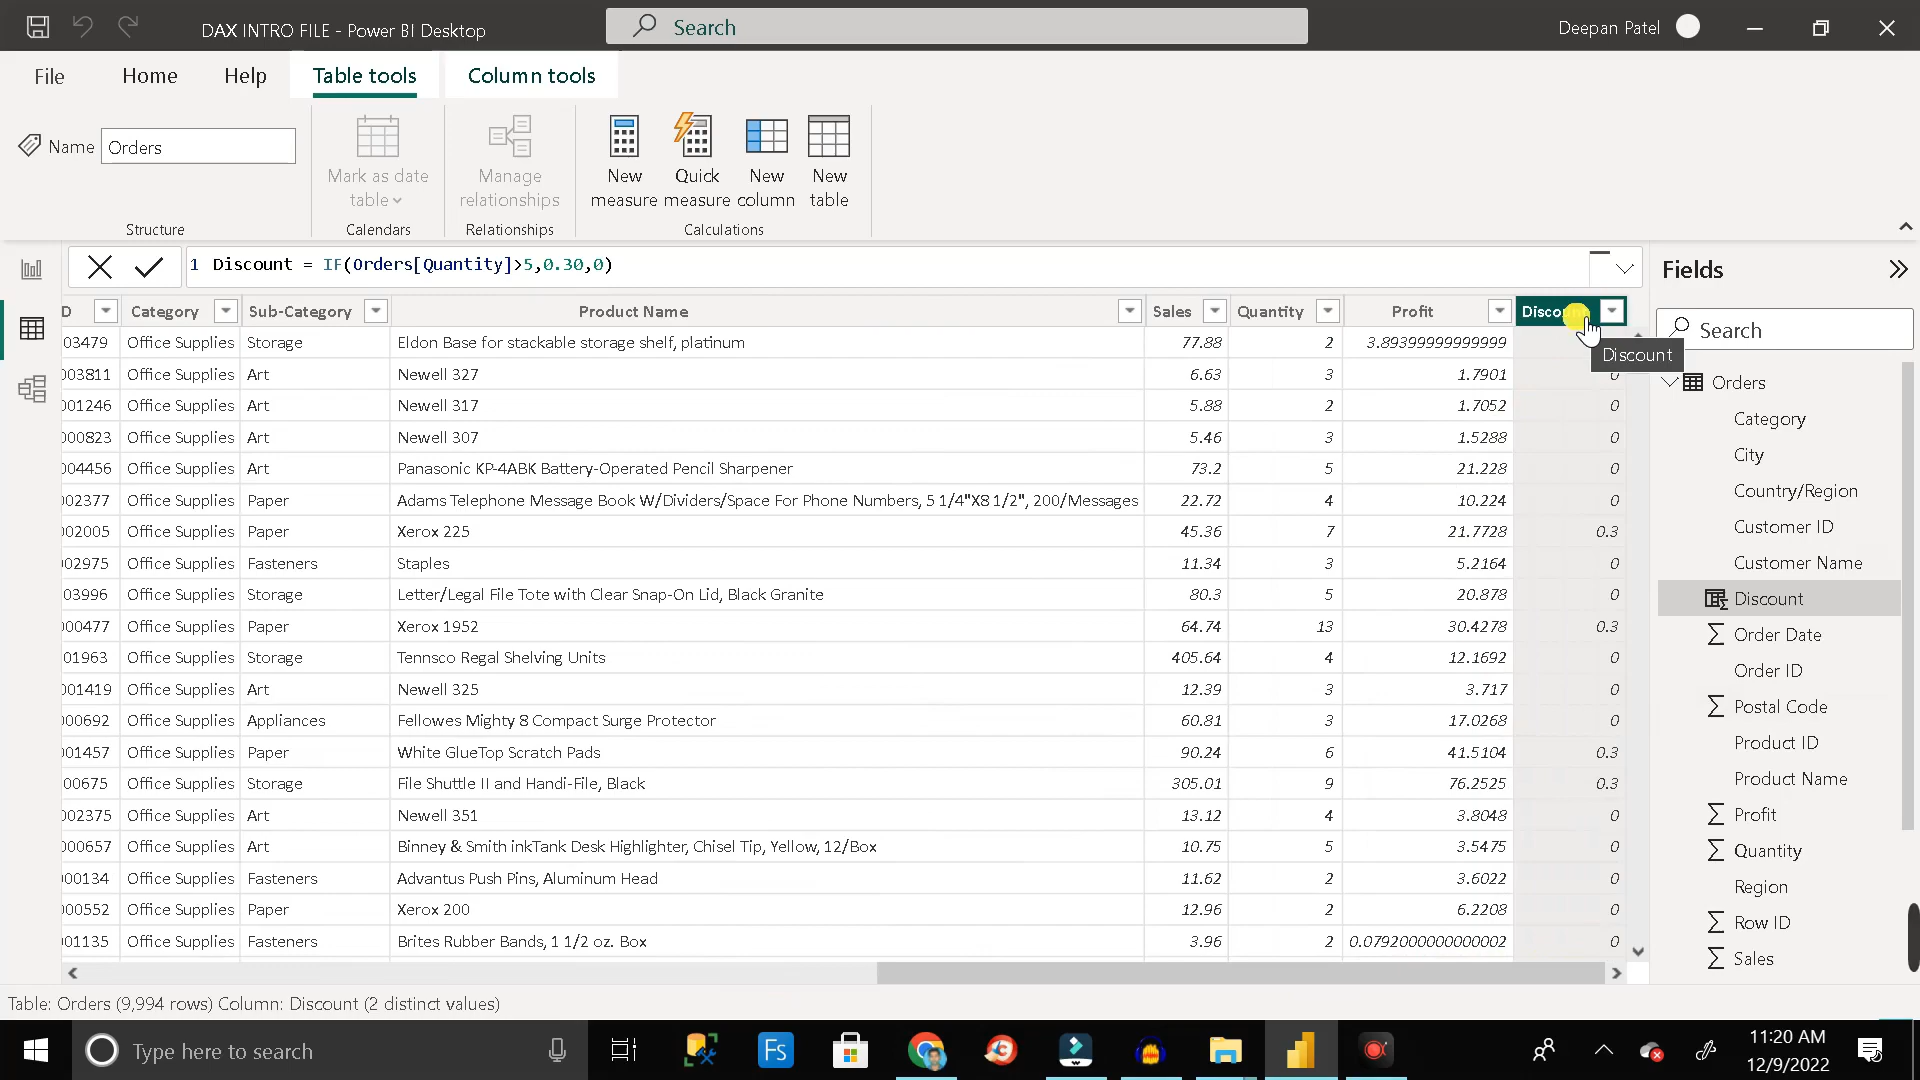 DAX INTRO FILE - Power BI Desktop
Search
Deepan Patel
File Home Help Table tools Column tools
Name Orders
Mark as date table
Manage relationships
New measure
Quick measure
New column
New table
Structure Calendars Relationships Calculations
1 Discount = IF(Orders[Quantity]>5,0.30,0)
D Category Sub-Category Product Name Sales Quantity Profit
Discount
03479 Office Supplies Storage Eldon Base for stackable storage shelf, platinum 77.88 2 3.89399999999999
003811 Office Supplies Art Newell 327 6.63 3 1.7901 0
001246 Office Supplies Art Newell 317 5.88 2 1.7052 0
000823 Office Supplies Art Newell 307 5.46 3 1.5288 0
004456 Office Supplies Art Panasonic KP-4ABK Battery-Operated Pencil Sharpener 73.2 5 21.228 0
002377 Office Supplies Paper Adams Telephone Message Book W/Dividers/Space For Phone Numbers, 5 1/4"X8 1/2", 200/Messages 22.72 4 10.224 0
002005 Office Supplies Paper Xerox 225 45.36 7 21.7728 0.3
002975 Office Supplies Fasteners Staples 11.34 3 5.2164 0
03996 Office Supplies Storage Letter/Legal File Tote with Clear Snap-On Lid, Black Granite 80.3 5 20.878 0
000477 Office Supplies Paper Xerox 1952 64.74 13 30.4278 0.3
01963 Office Supplies Storage Tennsco Regal Shelving Units 405.64 4 12.1692 0
001419 Office Supplies Art Newell 325 12.39 3 3.717 0
000692 Office Supplies Appliances Fellowes Mighty 8 Compact Surge Protector 60.81 3 17.0268 0
001457 Office Supplies Paper White GlueTop Scratch Pads 90.24 6 41.5104 0.3
00675 Office Supplies Storage File Shuttle II and Handi-File, Black 305.01 9 76.2525 0.3
002375 Office Supplies Art Newell 351 13.12 4 3.8048 0
000657 Office Supplies Art Binney & Smith inkTank Desk Highlighter, Chisel Tip, Yellow, 12/Box 10.75 5 3.5475 0
000134 Office Supplies Fasteners Advantus Push Pins, Aluminum Head 11.62 2 3.6022 0
000552 Office Supplies Paper Xerox 200 12.96 2 6.2208 0
001135 Office Supplies Fasteners Brites Rubber Bands, 1 1/2 oz. Box 3.96 2 0.0792000000000002 0
Fields
Search
Orders
Category
City
Country/Region
Customer ID
Customer Name
Discount
Order Date
Order ID
Postal Code
Product ID
Product Name
Profit
Quantity
Region
Row ID
Sales
Table: Orders (9,994 rows) Column: Discount (2 distinct values)
Type here to search
Fs
11:20 AM
12/9/2022